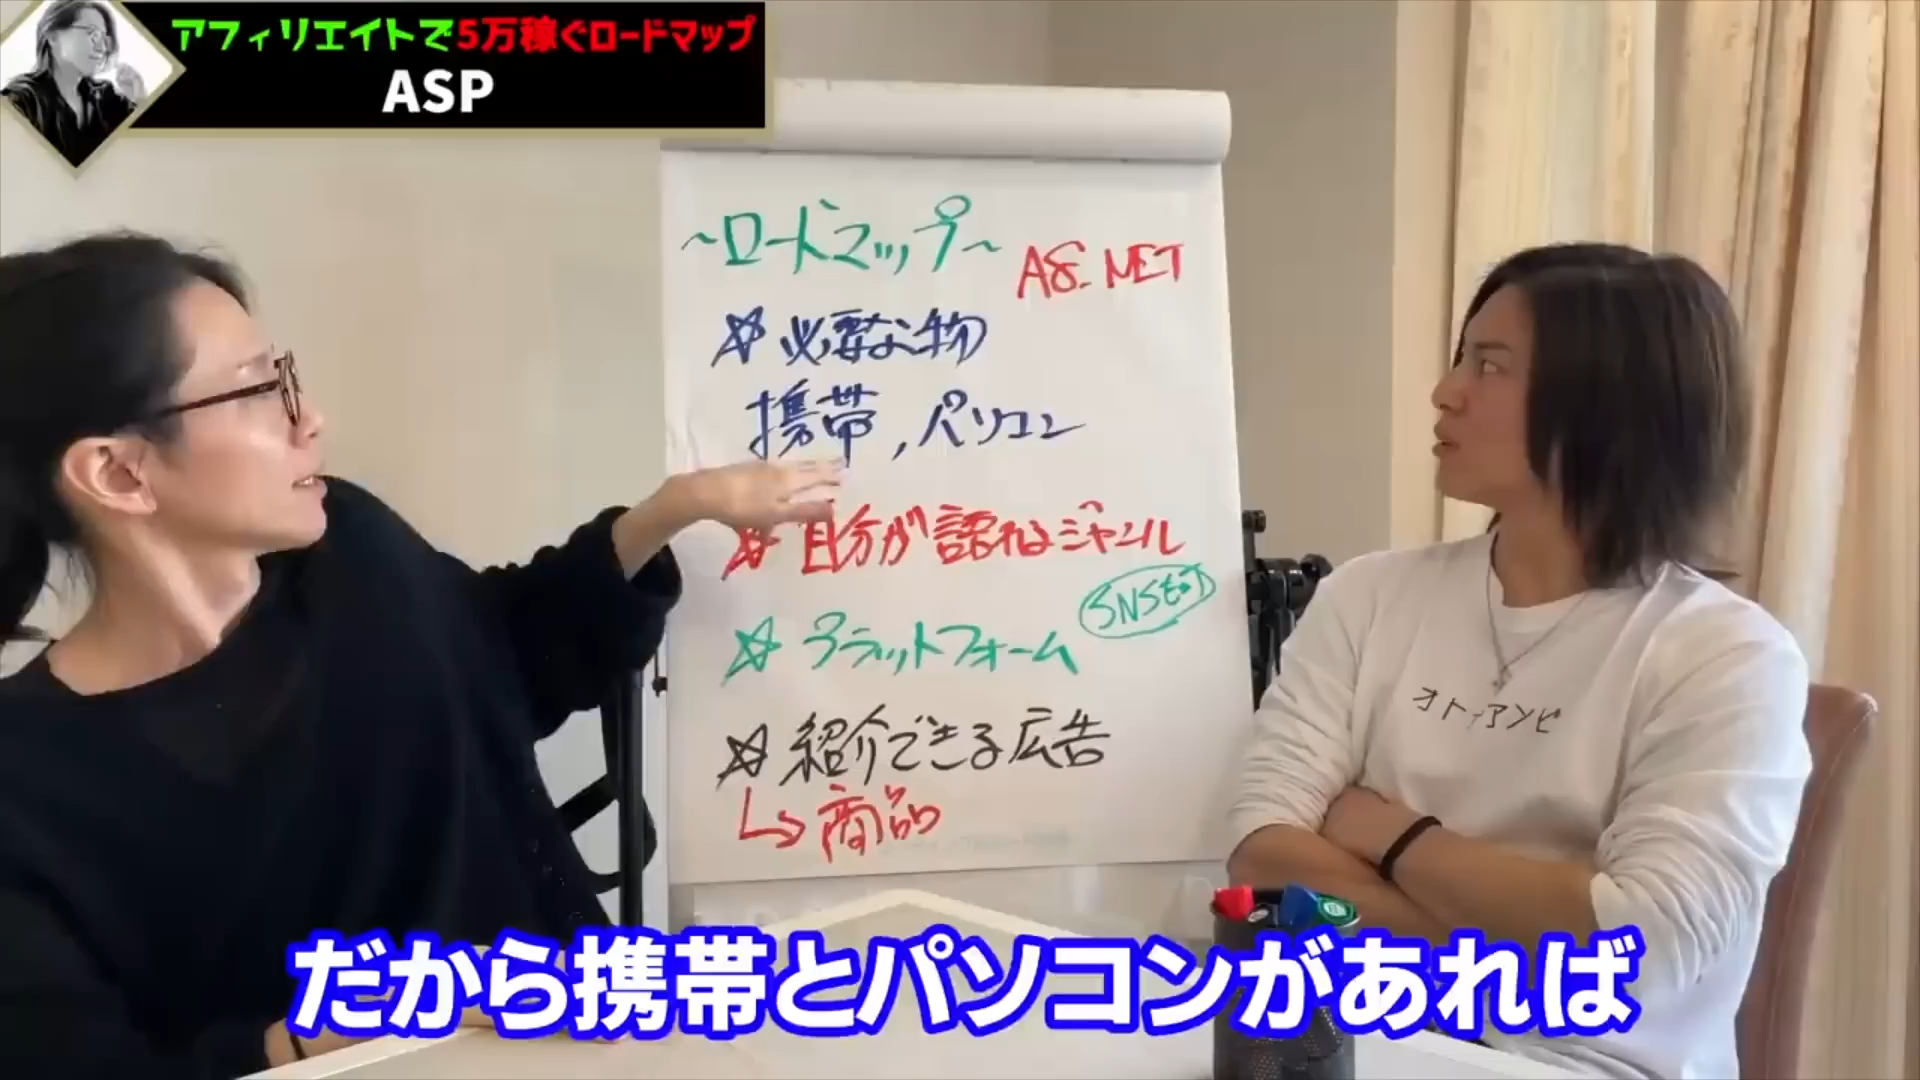 アフィリエイトで5万稼ぐロードマップ
ASP
~ロードマップ~
A8.NET
☆必要な物
携帯,パソコン
☆自分が語れるジャンル
☆プラットフォーム
☆紹介できる広告
↳商品
オトヤアンビ
だから携帯とパソコンがあれば